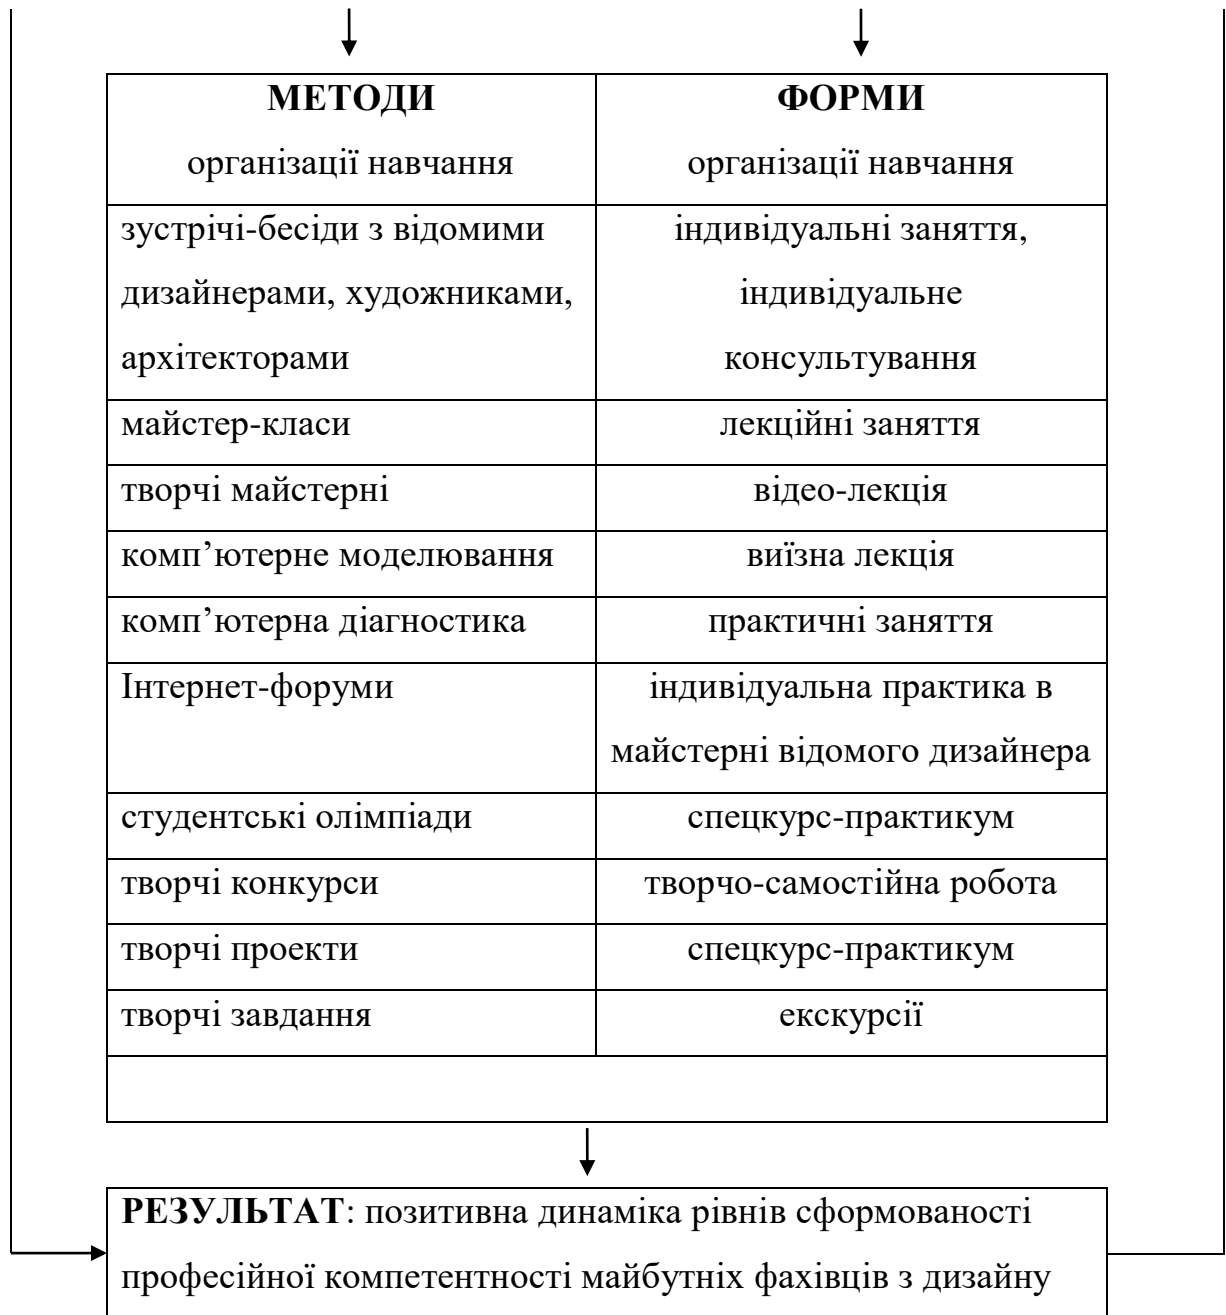 МЕТОДИ
організації навчання
ФОРМИ
організації навчання
зустрічі-бесіди з відомими
дизайнерами, художниками,
архітекторами
індивідуальні заняття,
індивідуальне
консультування
майстер-класи
лекційні заняття
творчі майстерні
відео-лекція
комп’ютерне моделювання
виїзна лекція
комп’ютерна діагностика
практичні заняття
Інтернет-форуми
індивідуальна практика в
майстерні відомого дизайнера
студентські олімпіади
спецкурс-практикум
творчі конкурси
творчо-самостійна робота
творчі проекти
спецкурс-практикум
творчі завдання
екскурсії
РЕЗУЛЬТАТ: позитивна динаміка рівнів сформованості
професійної компетентності майбутніх фахівців з дизайну